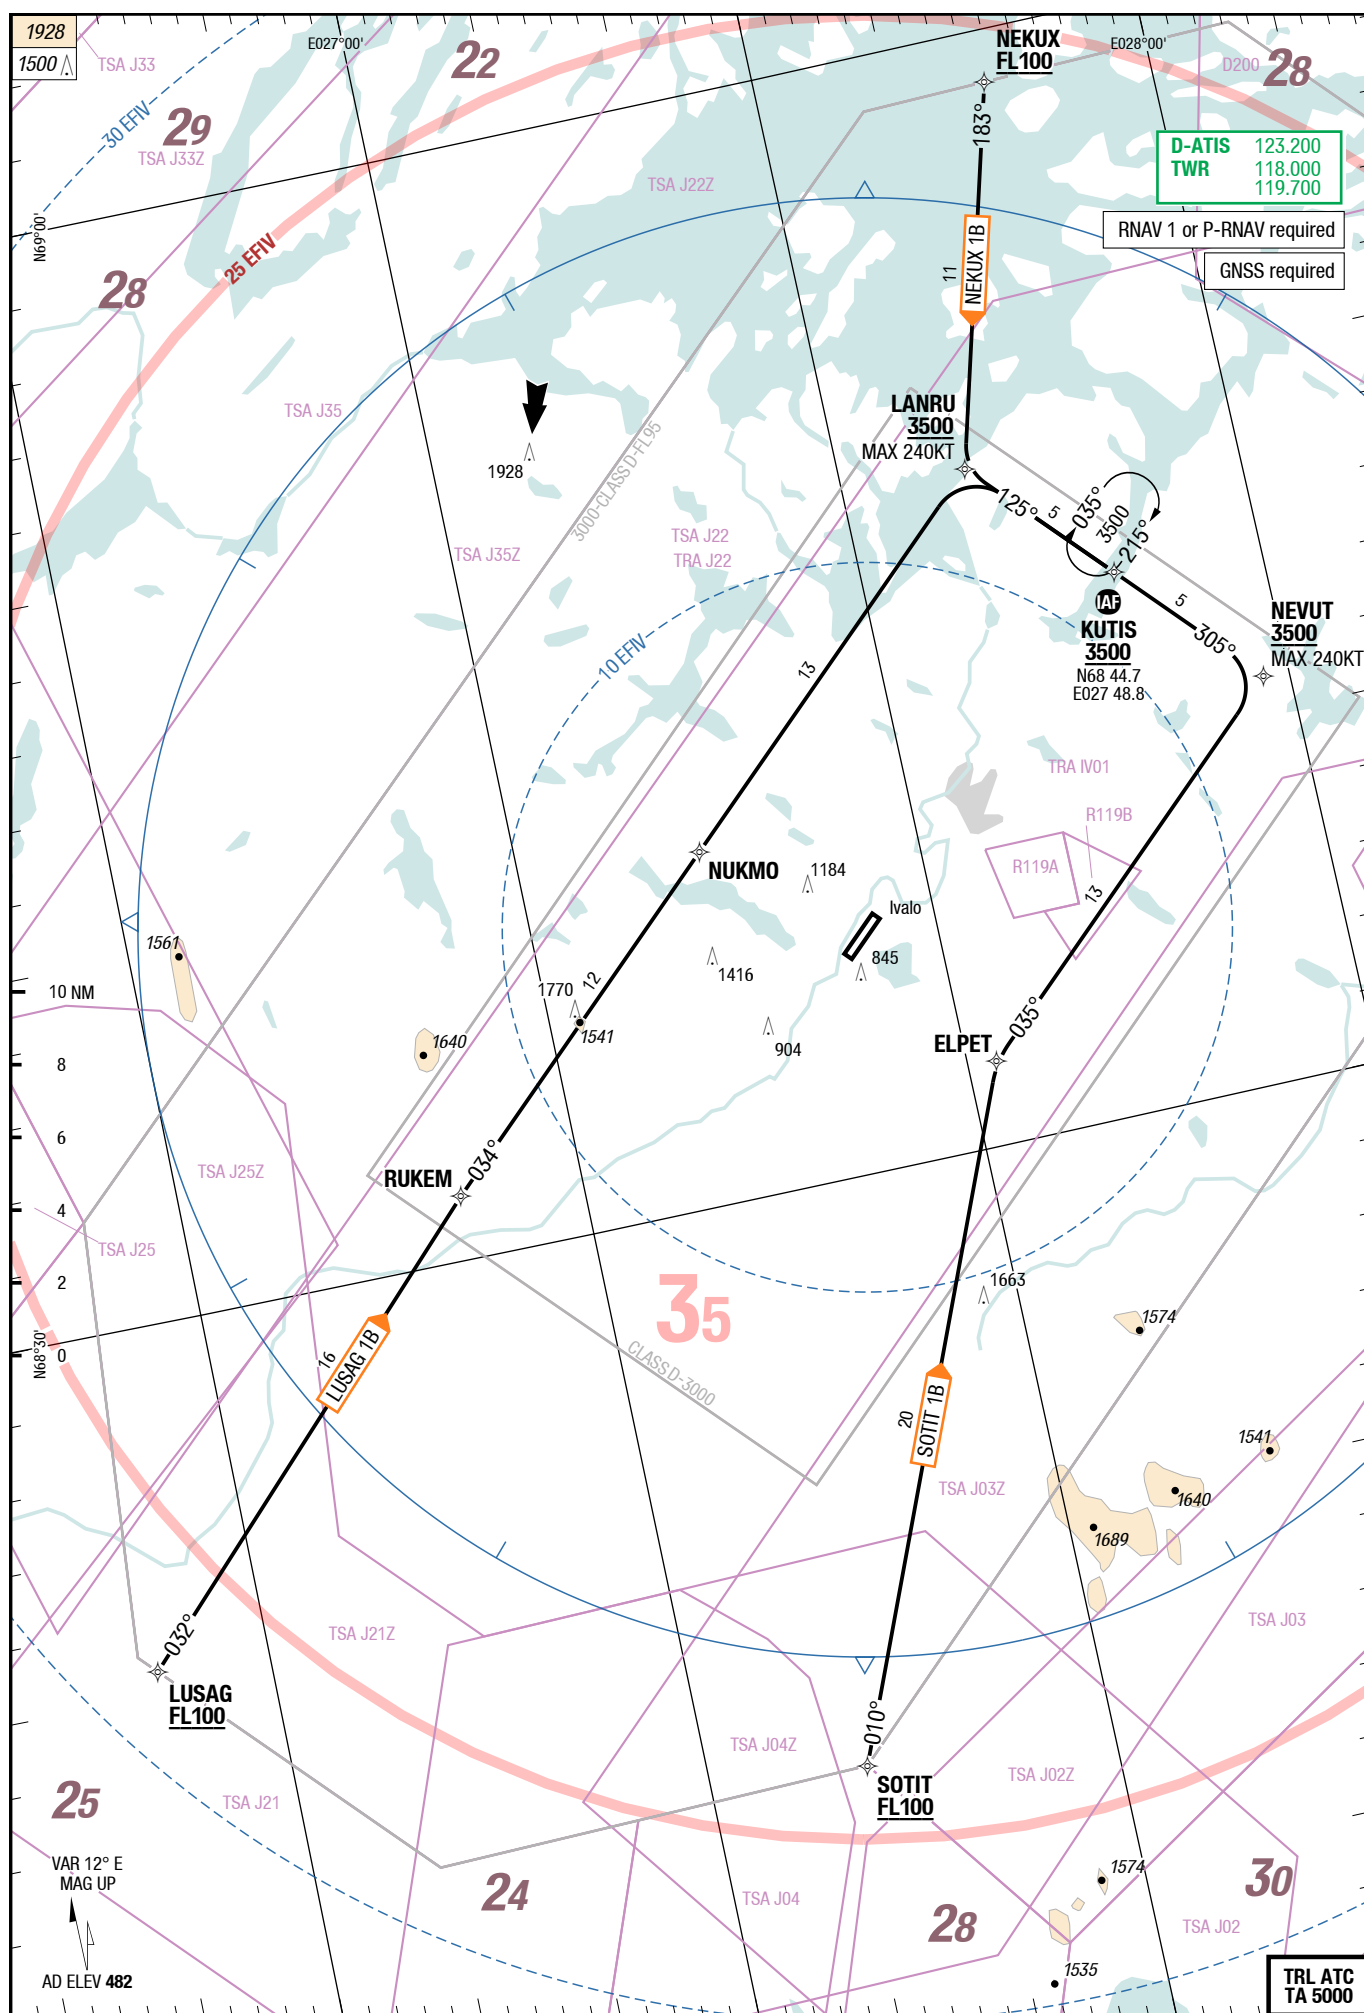 1928
1500
E027°00'
22
NEKUX
FL100
E028°00'
D200
28
TSA J33
29
30 EFIV
TSA J33Z
183°
D-ATIS 123.200
TWR 118.000
119.700
TSA J22Z
N69°00'
25 EFIV
RNAV 1 or P-RNAV required
GNSS required
28
11
NEKUX 1B
TSA J35
LANRU
3500
MAX 240KT
1928
3000-CLASS D-FL95
125°
5
035°
3500
215°
TSA J22
TRA J22
TSA J35Z
IAF
KUTIS
3500
N68 44.7
E027 48.8
5
305°
NEVUT
3500
MAX 240KT
10 EFIV
13
TRA IV01
R119B
R119A
NUKMO
1184
Ivalo
13
1561
845
1416
10 NM
12
1770
1541
035°
1640
904
ELPET
8
6
034°
RUKEM
TSA J25Z
4
TSA J25
2
1663
35
1574
N68°30'
0
16
LUSAG 1B
CLASS D-3000
20
SOTIT 1B
1541
TSA J03Z
1640
1689
032°
TSA J21Z
TSA J03
LUSAG
FL100
010°
TSA J04Z
SOTIT
FL100
TSA J02Z
25
TSA J21
VAR 12° E
MAG UP
24
1574
30
TSA J04
28
TSA J02
AD ELEV 482
1535
TRL ATC
TA 5000